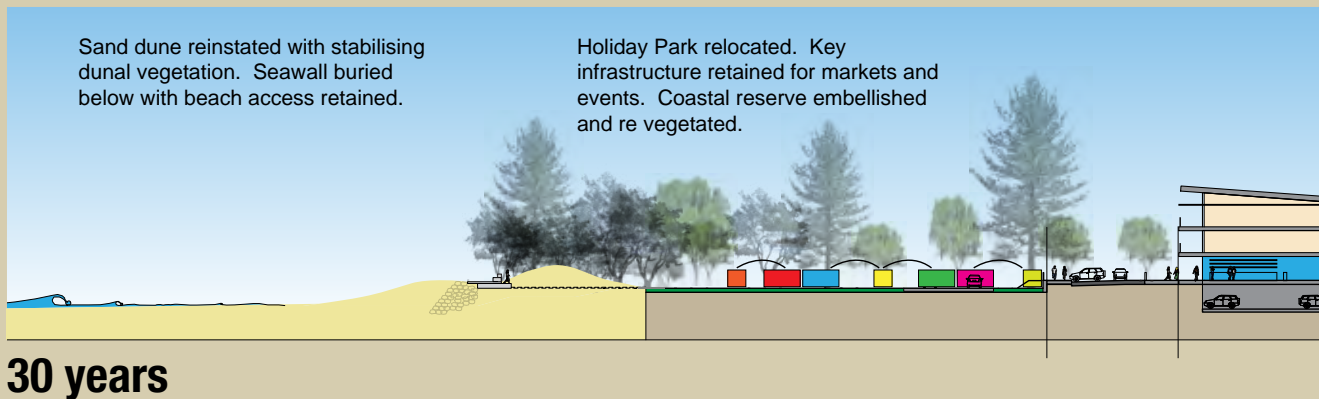 Sand dune reinstated with stabilising
dunal vegetation. Seawall buried
below with beach access retained.
Holiday Park relocated. Key
infrastructure retained for markets and
events. Coastal reserve embellished
and re vegetated.
30 years